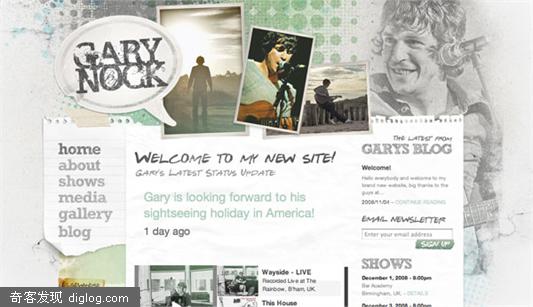 GARY
NOCK
home
about
shows
media
gallery
blog
WELCOME TO MY NEW SITE!
GARY'S LATEST STATUS UPDATE
Gary is looking forward to his
sightseeing holiday in America!
1 day ago
Wayside - LIVE
Recorded Live at The
Rainbow, B'ham, UK.
This House
THE LATEST FROM
GARYS BLOG
Welcome!
Hello everybody and welcome to my
brand new website, big thanks to the
guys at...
2008/11/04 - CONTINUE READING
EMAIL NEWSLETTER
Enter your email address
SIGN UP
SHOWS
December 1, 2008 - 8:00pm
Bar Academy
Birmingham, UK. - DETAILS
December 3, 2008 - 8:00pm
奇客发现 diglog.com